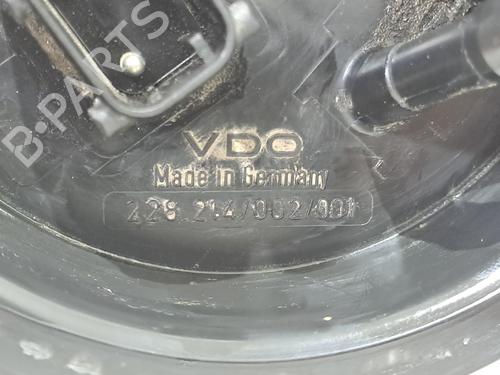 B-PARTS
VDO
Made in Germany
228.214/002/001